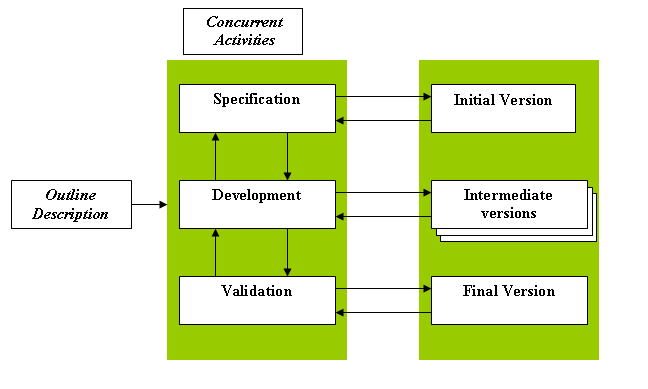 Concurrent
Activities
Specification
Initial Version
Outline
Description
Development
Intermediate
versions
Validation
Final Version